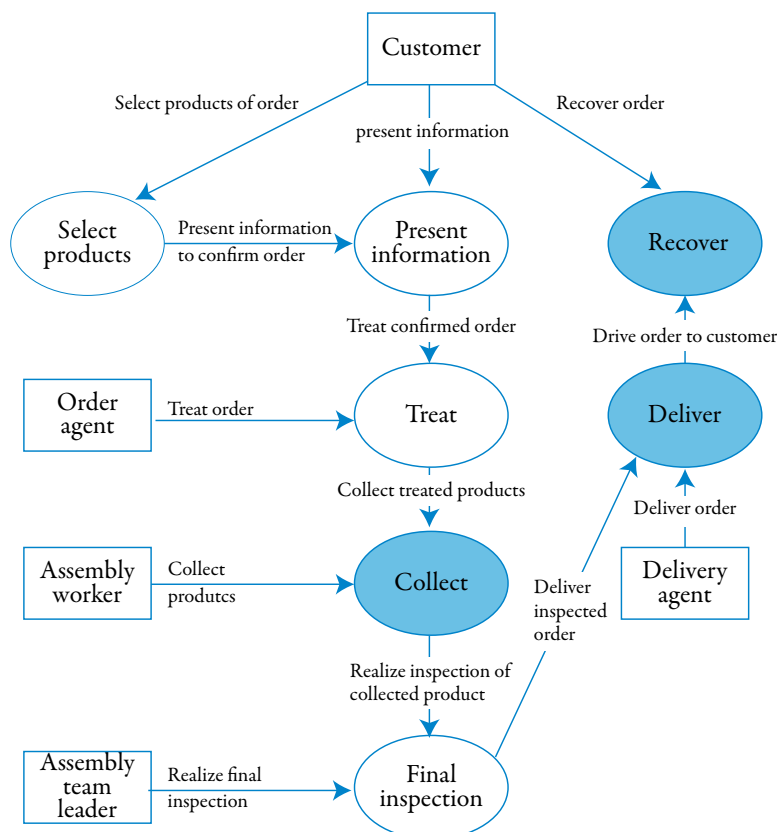 Customer
Select products of order
Recover order
present information
Select
products
Present information
to confirm order
Present
information
Recover
Treat confirmed order
Drive order to customer
Order
agent
Treat order
Treat
Deliver
Collect treated products
Deliver order
Assembly
worker
Collect
produtcs
Collect
Deliver
inspected
order
Delivery
agent
Realize inspection of
collected product
Assembly
team
leader
Realize final
inspection
Final
inspection